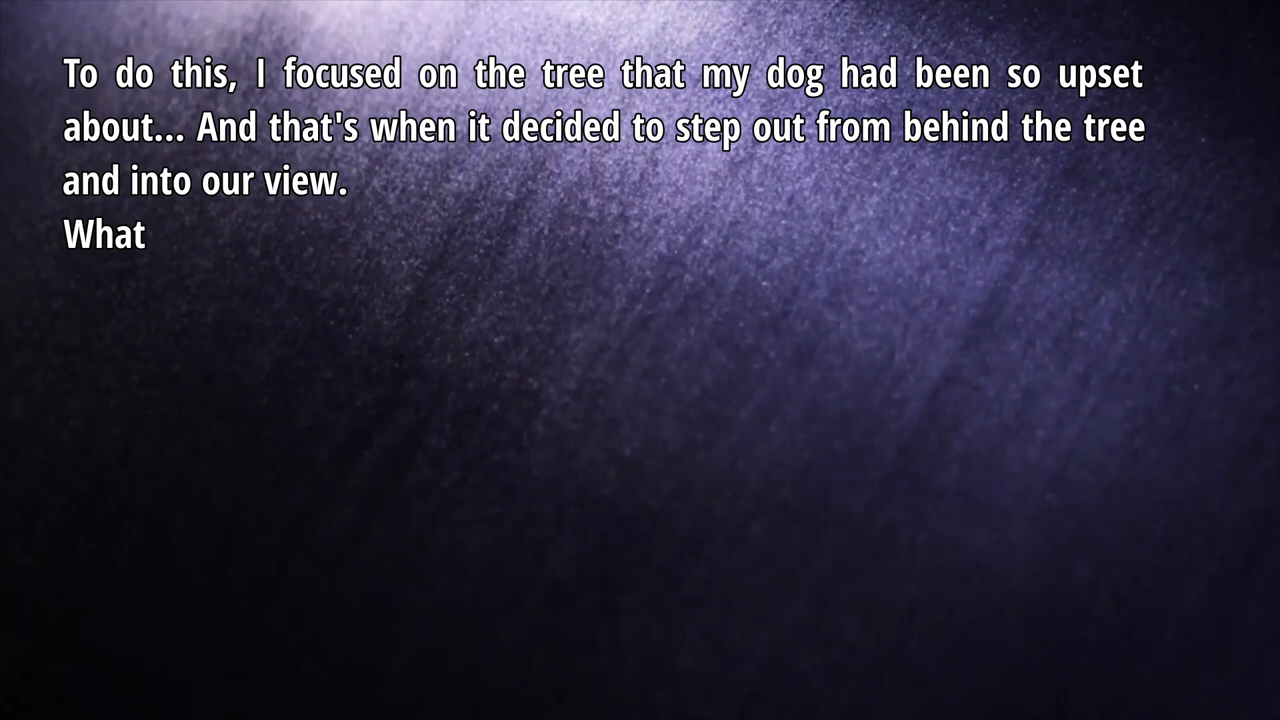 To do this, I focused on the tree that my dog had been so upset
about... And that's when it decided to step out from behind the tree
and into our view.
What